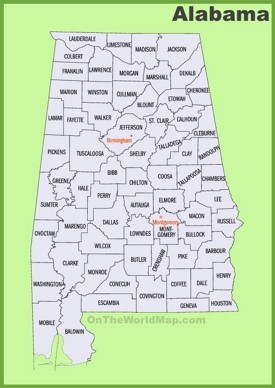 Alabama
LAUDERDALE
LIMESTONE
MADISON
JACKSON
COLBERT
FRANKLIN
LAWRENCE
MORGAN
MARSHALL
DEKALB
CHEROKEE
MARION
WINSTON
CULLMAN
BLOUNT
ETOWAH
LAMAR
FAYETTE
WALKER
JEFFERSON
ST. CLAIR
CALHOUN
CLEBURNE
Birmingham
PICKENS
TUSCALOOSA
SHELBY
TALLADEGA
CLAY
RANDOLPH
BIBB
GREENE
HALE
PERRY
CHILTON
COOSA
TALLAPOOSA
CHAMBERS
SUMTER
AUTAUGA
ELMORE
LEE
MACON
RUSSELL
Montgomery
MONT-
GOMERY
CHOCTAW
MARENGO
DALLAS
LOWNDES
BULLOCK
WILCOX
BUTLER
CRENSHAW
PIKE
BARBOUR
CLARKE
MONROE
CONECUH
COFFEE
DALE
HENRY
WASHINGTON
ESCAMBIA
COVINGTON
GENEVA
HOUSTON
MOBILE
BALDWIN
OnTheWorldMap.com